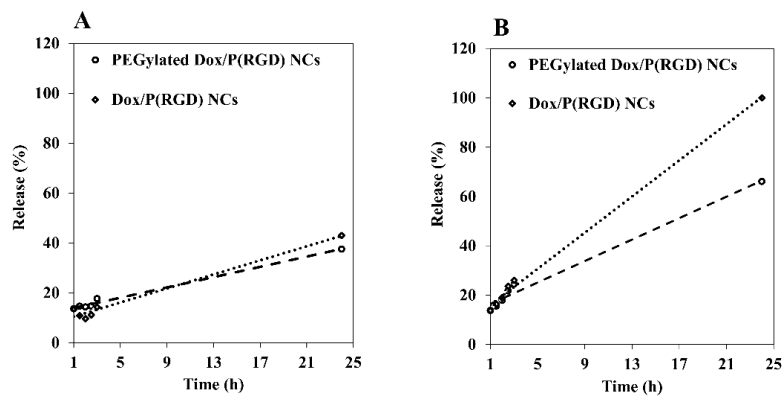 A
120
100
80
60
40
20
0
Release (%)
PEGylated Dox/P(RGD) NCs
Dox/P(RGD) NCs
1 5 9 13 17 21 25
Time (h)
B
120
100
80
60
40
20
0
Release (%)
PEGylated Dox/P(RGD) NCs
Dox/P(RGD) NCs
1 5 9 13 17 21 25
Time (h)